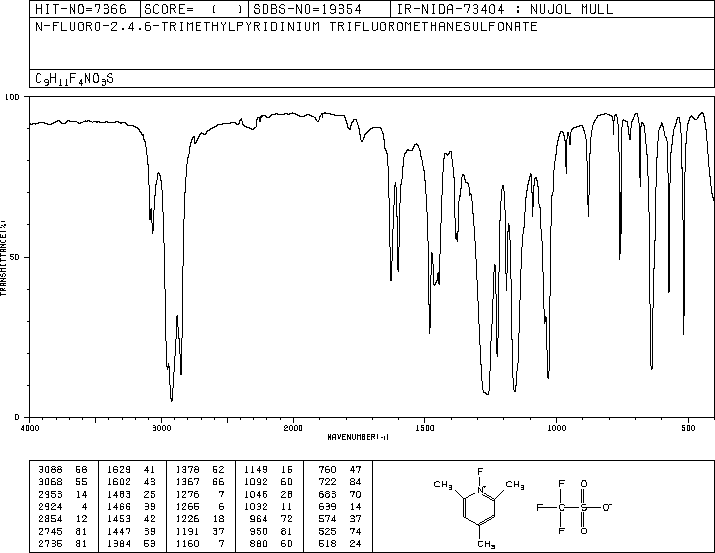 HIT-NO=7366 SCORE= ( ) SDBS-NO=19354 IR-NIDA-73404 : NUJOL MULL
N-FLUORO-2,4,6-TRIMETHYLPYRIDINIUM TRIFLUOROMETHANESULFONATE
C9H11F4NO3S
100
TRANSMITTANCE(%)
50
0
4000 3000 2000 1500 1000 500
WAVENUMBER(-1)
3088 58 1629 41 1378 52 1149 15 760 47
3068 55 1602 43 1367 66 1092 60 722 84
2953 14 1483 25 1276 7 1046 28 683 70
2924 4 1466 39 1265 6 1032 11 639 14
2854 12 1453 42 1226 18 964 72 574 37
2745 81 1447 39 1191 37 950 81 525 74
2735 81 1384 53 1160 7 880 60 518 24
F
CH3 N+ CH3
CH3
F O
F C S O-
F O